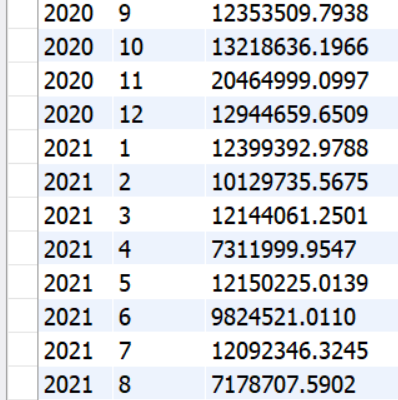 2020 9 12353509.7938
2020 10 13218636.1966
2020 11 20464999.0997
2020 12 12944659.6509
2021 1 12399392.9788
2021 2 10129735.5675
2021 3 12144061.2501
2021 4 7311999.9547
2021 5 12150225.0139
2021 6 9824521.0110
2021 7 12092346.3245
2021 8 7178707.5902